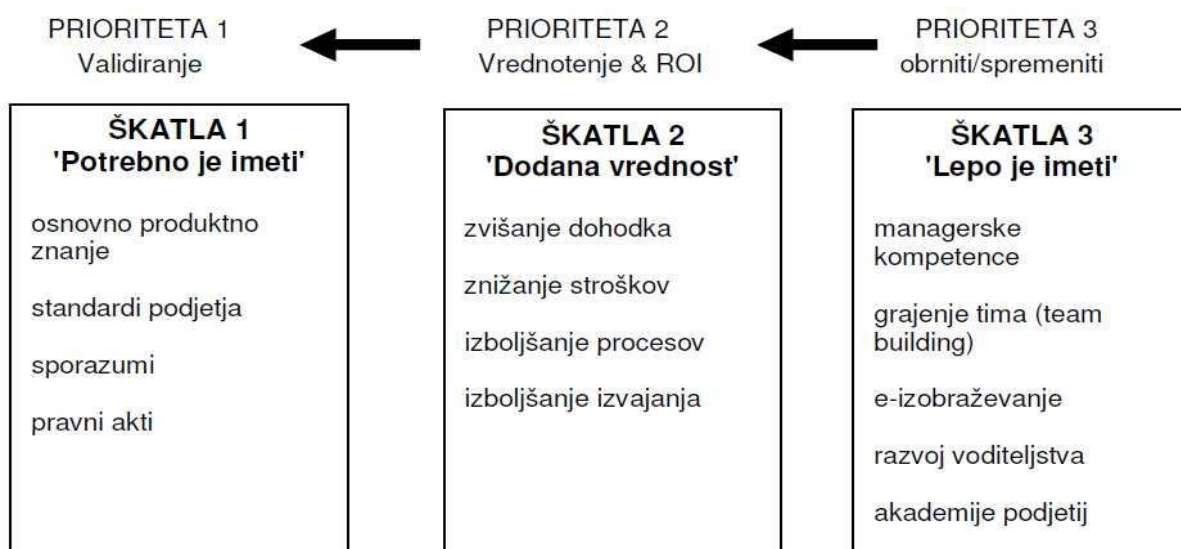 PRIORITETA 1
Validiranje
PRIORITETA 2
Vrednotenje & ROI
PRIORITETA 3
obrniti/spremeniti
ŠKATLA 1
'Potrebno je imeti'
osnovno produktno
znanje
standardi podjetja
sporazumi
pravni akti
ŠKATLA 2
'Dodana vrednost'
zvišanje dohodka
znižanje stroškov
izboljšanje procesov
izboljšanje izvajanja
ŠKATLA 3
'Lepo je imeti'
managerske
kompetence
grajenje tima (team
building)
e-izobraževanje
razvoj voditeljstva
akademije podjetij